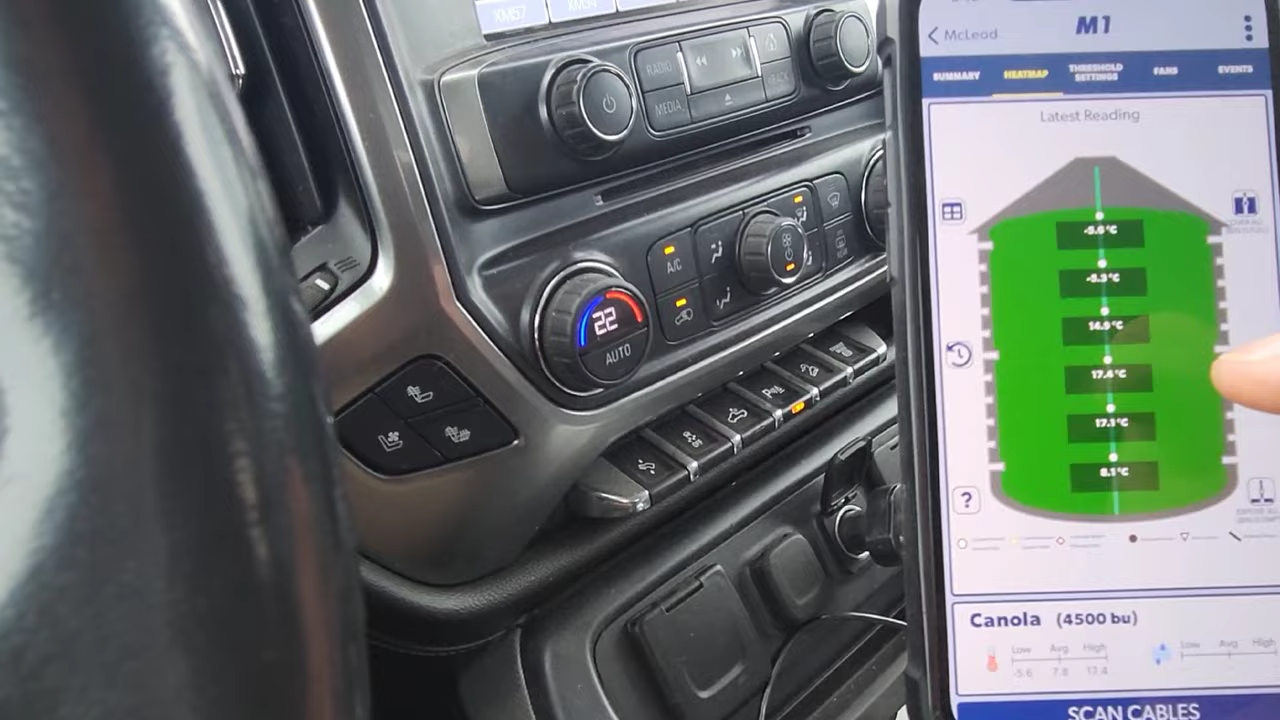 XM57
RADIO
MEDIA
BACK
A/C
22
AUTO
McLeod
M1
SUMMARY
HEATMAP
THRESHOLD
SETTINGS
FANS
EVENTS
Latest Reading
-5.6°C
-3.3°C
14.9°C
17.4°C
17.1°C
8.1°C
?
Canola (4500 bu)
Low Avg High
-5.6 7.8 17.4
Low Avg High
SCAN CABLES